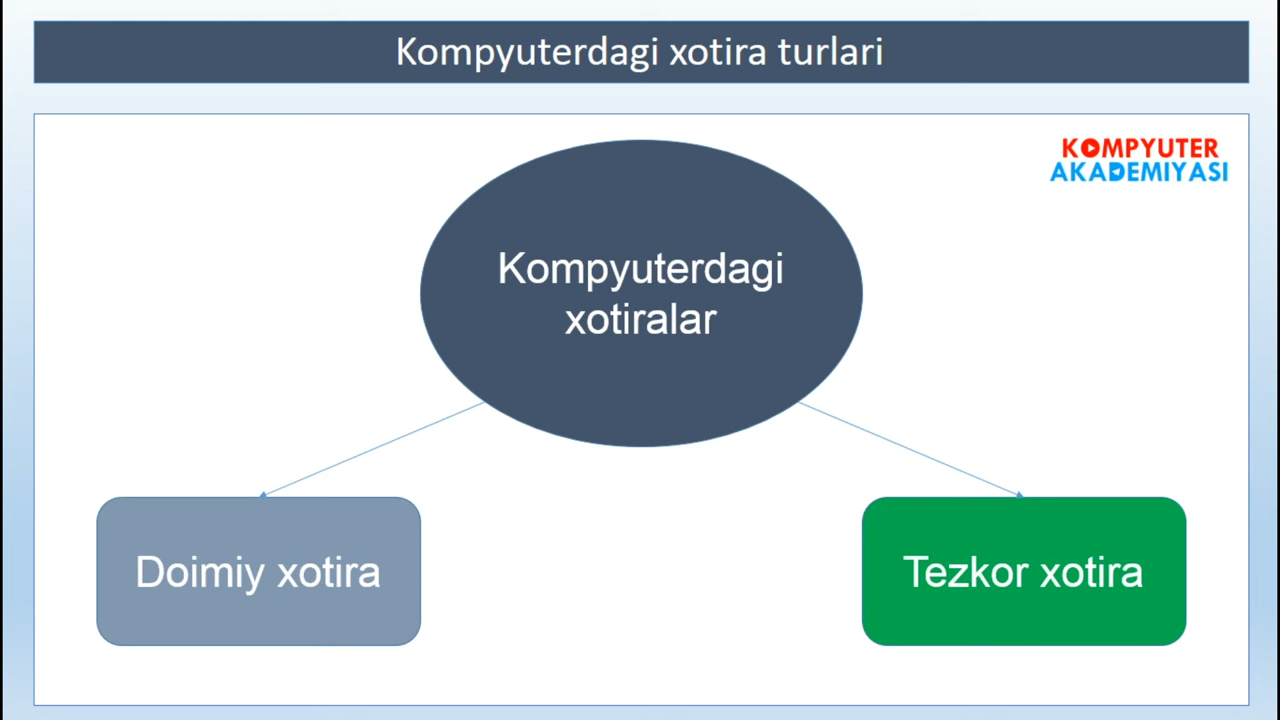 Kompyuterdagi xotira turlari
KOMPYUTER
AKADEMIYASI
Kompyuterdagi
xotiralar
Doimiy xotira
Tezkor xotira